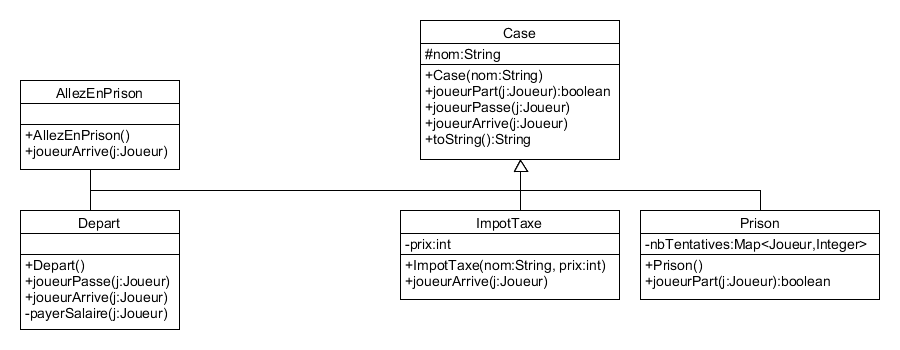 Case
#nom:String
+Case(nom:String)
+joueurPart(j:Joueur):boolean
+joueurPasse(j:Joueur)
+joueurArrive(j:Joueur)
+toString():String
AllezEnPrison
+AllezEnPrison()
+joueurArrive(j:Joueur)
Depart
+Depart()
+joueurPasse(j:Joueur)
+joueurArrive(j:Joueur)
-payerSalaire(j:Joueur)
ImpotTaxe
-prix:int
+ImpotTaxe(nom:String, prix:int)
+joueurArrive(j:Joueur)
Prison
-nbTentatives:Map<Joueur,Integer>
+Prison()
+joueurPart(j:Joueur):boolean